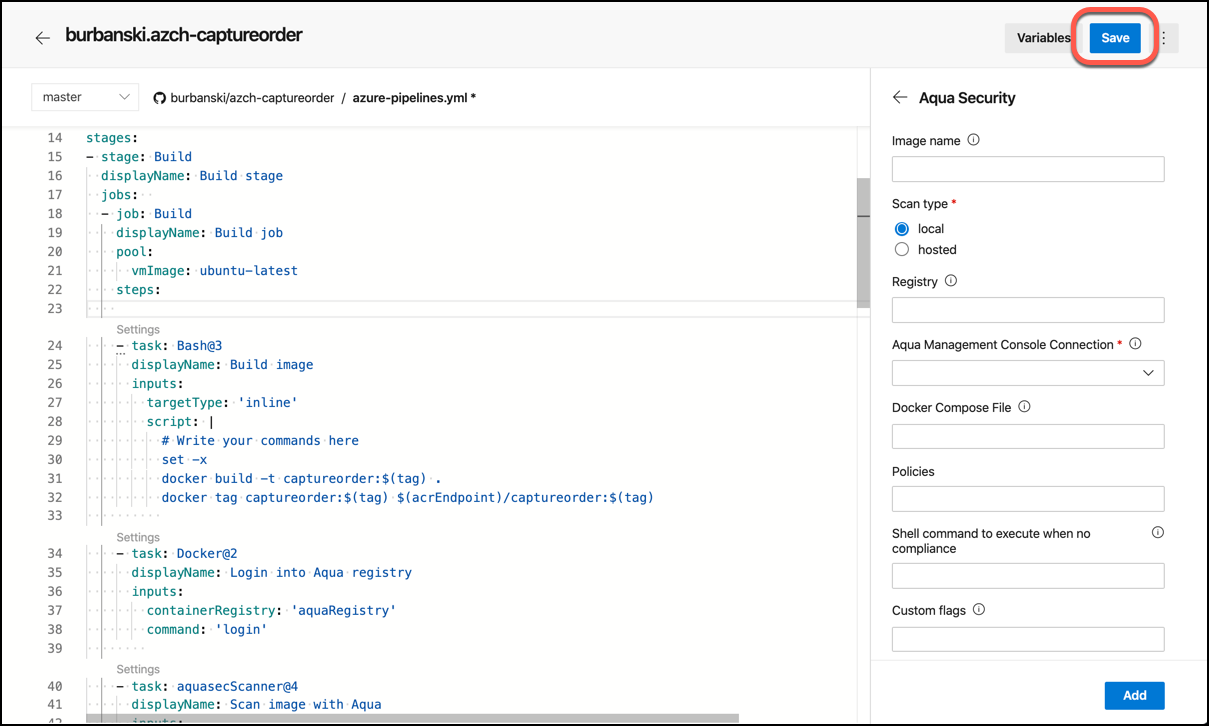 burbanski.azch-captureorder
Variables
Save
master
burbanski/azch-captureorder / azure-pipelines.yml *
14 stages:
15 - stage: Build
16 displayName: Build stage
17 jobs:
18 - job: Build
19 displayName: Build job
20 pool:
21 vmImage: ubuntu-latest
22 steps:
23
Settings
24 - task: Bash@3
25 displayName: Build image
26 inputs:
27 targetType: 'inline'
28 script: |
29 # Write your commands here
30 set -x
31 docker build -t captureorder:$(tag) .
32 docker tag captureorder:$(tag) $(acrEndpoint)/captureorder:$(tag)
33
Settings
34 - task: Docker@2
35 displayName: Login into Aqua registry
36 inputs:
37 containerRegistry: 'aquaRegistry'
38 command: 'login'
39
Settings
40 - task: aquasecScanner@4
41 displayName: Scan image with Aqua
42 inputs:
Aqua Security
Image name
Scan type *
local
hosted
Registry
Aqua Management Console Connection *
Docker Compose File
Policies
Shell command to execute when no
compliance
Custom flags
Add